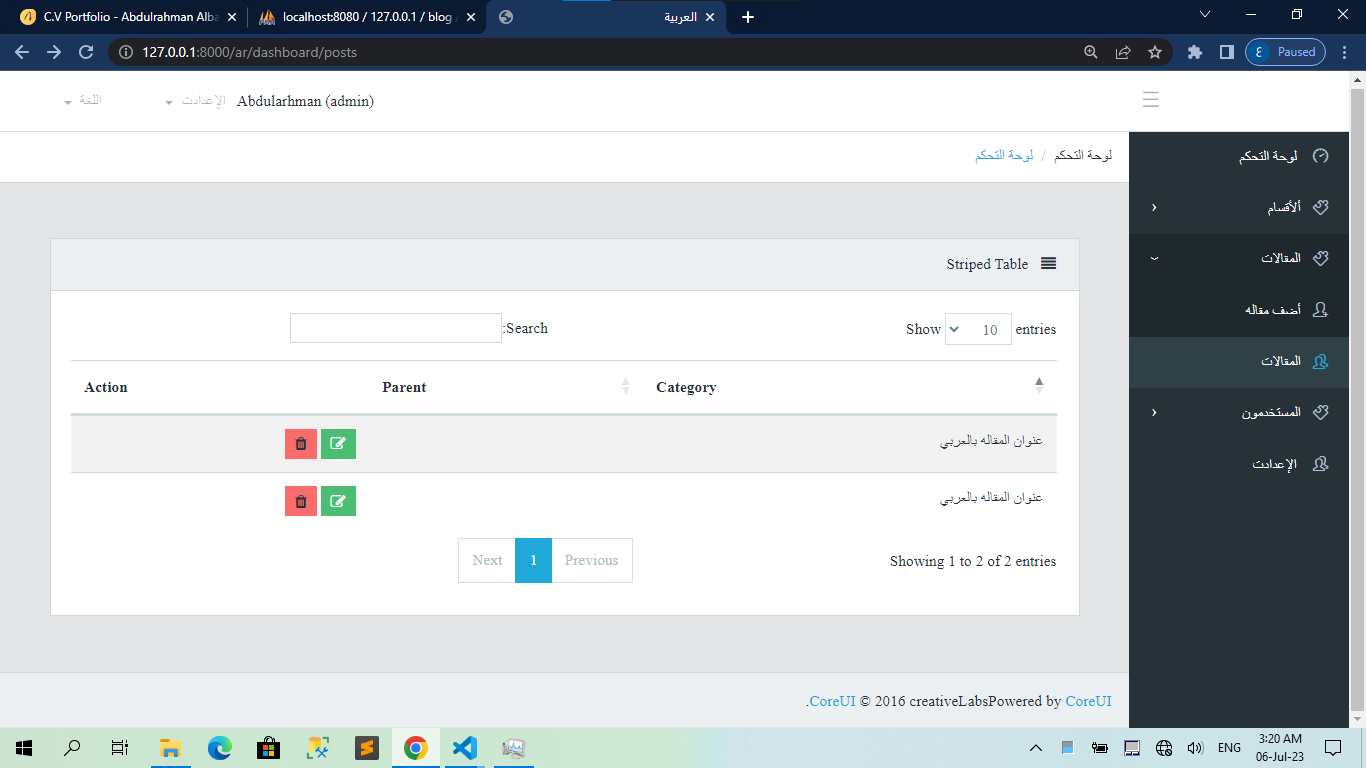 C.V Portfolio - Abdulrahman Alba
localhost:8080 / 127.0.0.1 / blog
العربية
127.0.0.1:8000/ar/dashboard/posts
ع Paused
اللغة
الإعدادت
Abdularhman (admin)
لوحة التحكم
لوحة التحكم / لوحة التحكم
ألأقسام
المقالات
أضف مقاله
المقالات
المستخدمون
الإعدادت
Striped Table
Show 10 entries
:Search
Action Parent Category
عنوان المقاله بالعربي
عنوان المقاله بالعربي
Next 1 Previous
Showing 1 to 2 of 2 entries
.CoreUI © 2016 creativeLabsPowered by CoreUI
ENG
3:20 AM
06-Jul-23